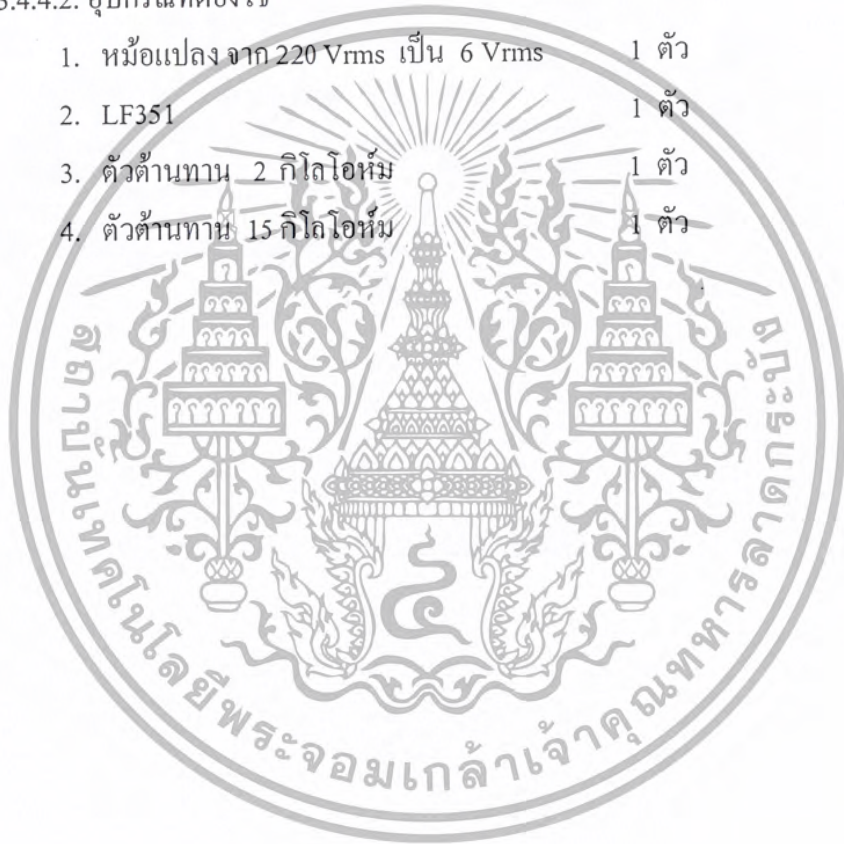 3.4.4.2. อุปกรณ์ที่ต้องใช้
1. หม้อแปลง จาก 220 Vrms เป็น 6 Vrms 1 ตัว
2. LF351 1 ตัว
3. ตัวต้านทาน 2 กิโลโอห์ม 1 ตัว
4. ตัวต้านทาน 15 กิโลโอห์ม 1 ตัว
สถาบันเทคโนโลยีพระจอมเกล้าเจ้าคุณทหารลาดกระบัง